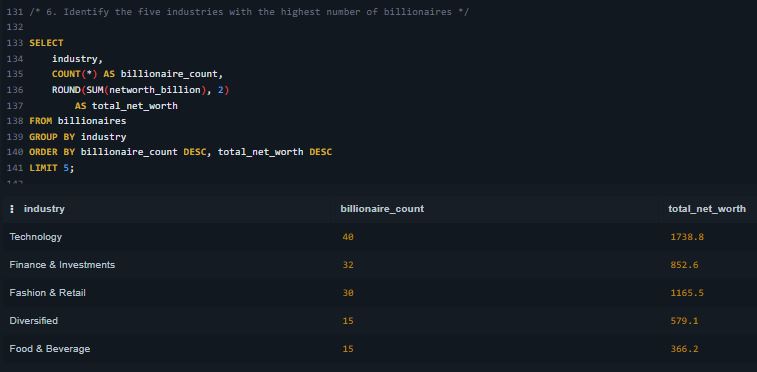 131 /* 6. Identify the five industries with the highest number of billionaires */
132
133 SELECT
134     industry,
135     COUNT(*) AS billionaire_count,
136     ROUND(SUM(networth_billion), 2)
137         AS total_net_worth
138 FROM billionaires
139 GROUP BY industry
140 ORDER BY billionaire_count DESC, total_net_worth DESC
141 LIMIT 5;
industry billionaire_count total_net_worth
Technology 40 1738.8
Finance & Investments 32 852.6
Fashion & Retail 30 1165.5
Diversified 15 579.1
Food & Beverage 15 366.2